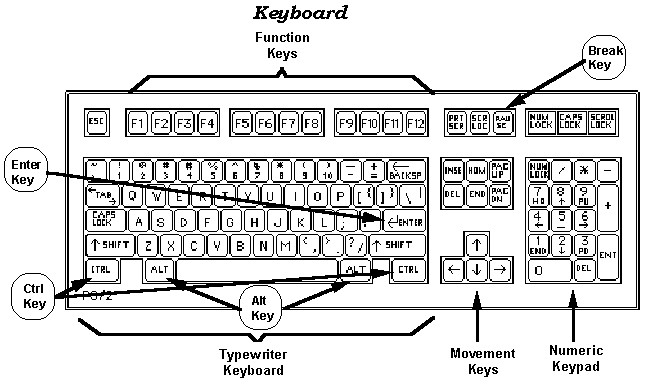 Keyboard
Function
Keys
Break
Key
ESC F1 F2 F3 F4 F5 F6 F7 F8 F9 F10 F11 F12 PRT SCR SCR LOC PAU SE NUM LOCK CAPS LOCK SCROL LOCK
Enter
Key
~ ! @ # $ % ^ & * ( ) - + ← BACKSP INSE HOM PAG UP NUM LOCK / * -
TAB Q W E R T Y U I O P [ { ] } \ DEL END PAG DN 7 HO 8 ↑ 9 PU +
CAPS LOCK A S D F G H J K L ; ←ENTER 4 ← 5 6 →
↑ SHIFT Z X C V B N M ? / ↑ SHIFT ↑ 1 END 2 ↓ 3 PD ENT
CTRL ALT ALT CTRL ← ↓ → 0 DEL
PS/2
Ctrl
Key
Alt
Key
Typewriter
Keyboard
Movement
Keys
Numeric
Keypad